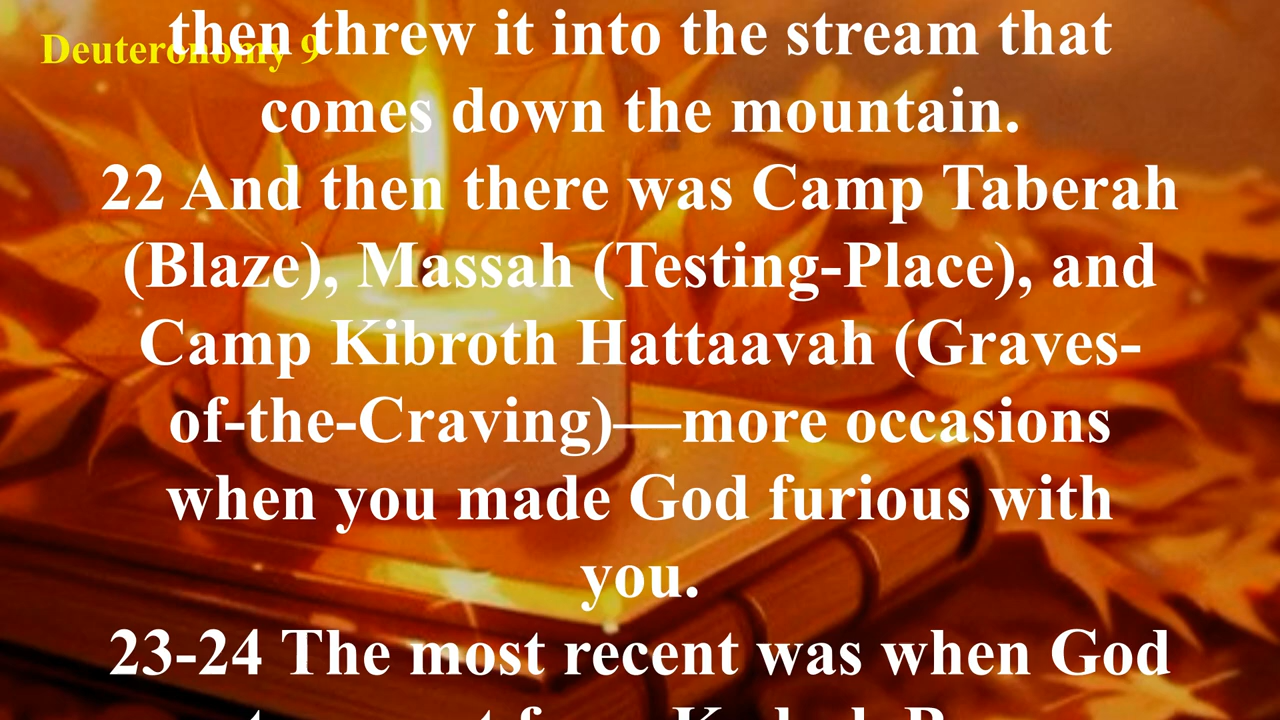 Deuteronomy 9
then threw it into the stream that
comes down the mountain.
22 And then there was Camp Taberah
(Blaze), Massah (Testing-Place), and
Camp Kibroth Hattaavah (Graves-
of-the-Craving)—more occasions
when you made God furious with
you.
23-24 The most recent was when God